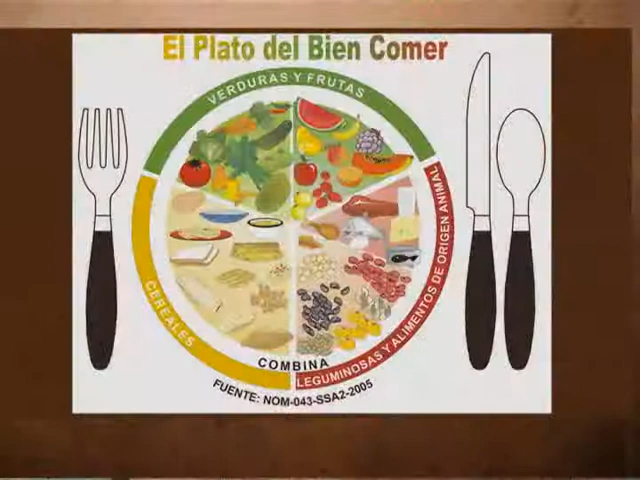 El Plato del Bien Comer
VERDURAS Y FRUTAS
CEREALES
LEGUMINOSAS Y ALIMENTOS DE ORIGEN ANIMAL
COMBINA
FUENTE: NOM-043-SSA2-2005